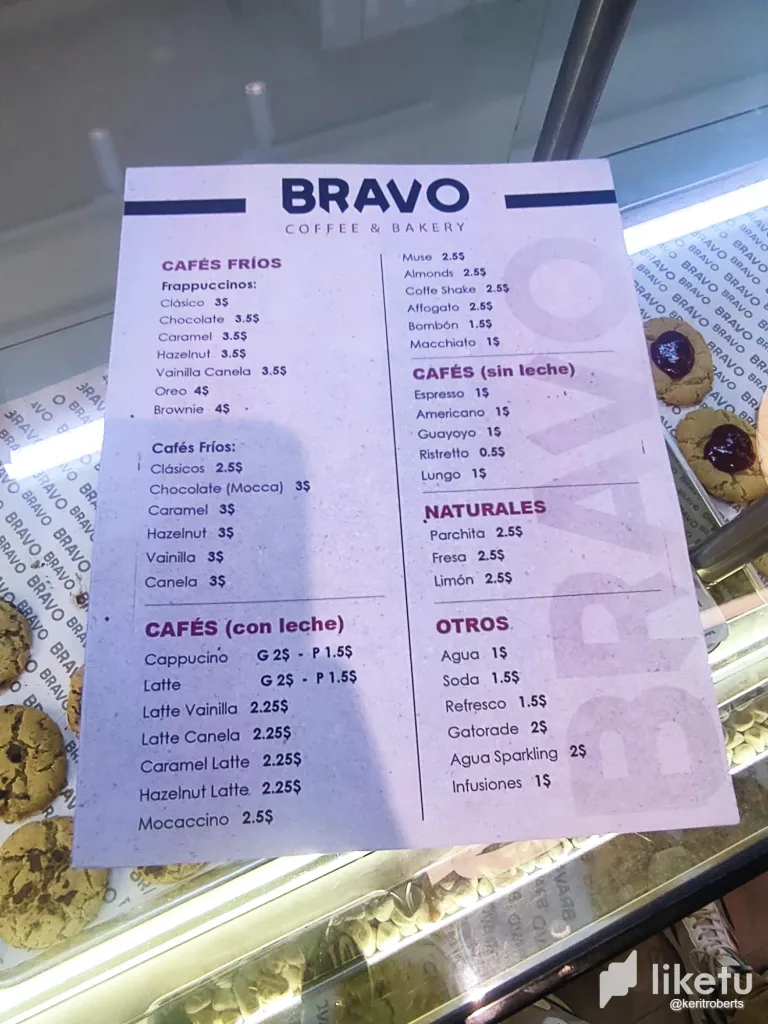 BRAVO
COFFEE & BAKERY
CAFÉS FRÍOS
Frappuccinos:
Clásico 3$
Chocolate 3.5$
Caramel 3.5$
Hazelnut 3.5$
Vainilla Canela 3.5$
Oreo 4$
Brownie 4$
Cafés Fríos:
Clásicos 2.5$
Chocolate (Mocca) 3$
Caramel 3$
Hazelnut 3$
Vainilla 3$
Canela 3$
CAFÉS (con leche)
Cappucino G 2$ - P 1.5$
Latte G 2$ - P 1.5$
Latte Vainilla 2.25$
Latte Canela 2.25$
Caramel Latte 2.25$
Hazelnut Latte 2.25$
Mocaccino 2.5$
Muse 2.5$
Almonds 2.5$
Coffe Shake 2.5$
Affogato 2.5$
Bombón 1.5$
Macchiato 1$
CAFÉS (sin leche)
Espresso 1$
Americano 1$
Guayoyo 1$
Ristretto 0.5$
Lungo 1$
NATURALES
Parchita 2.5$
Fresa 2.5$
Limón 2.5$
OTROS
Agua 1$
Soda 1.5$
Refresco 1.5$
Gatorade 2$
Agua Sparkling 2$
Infusiones 1$
BRAVO
liketu
@keritroberts